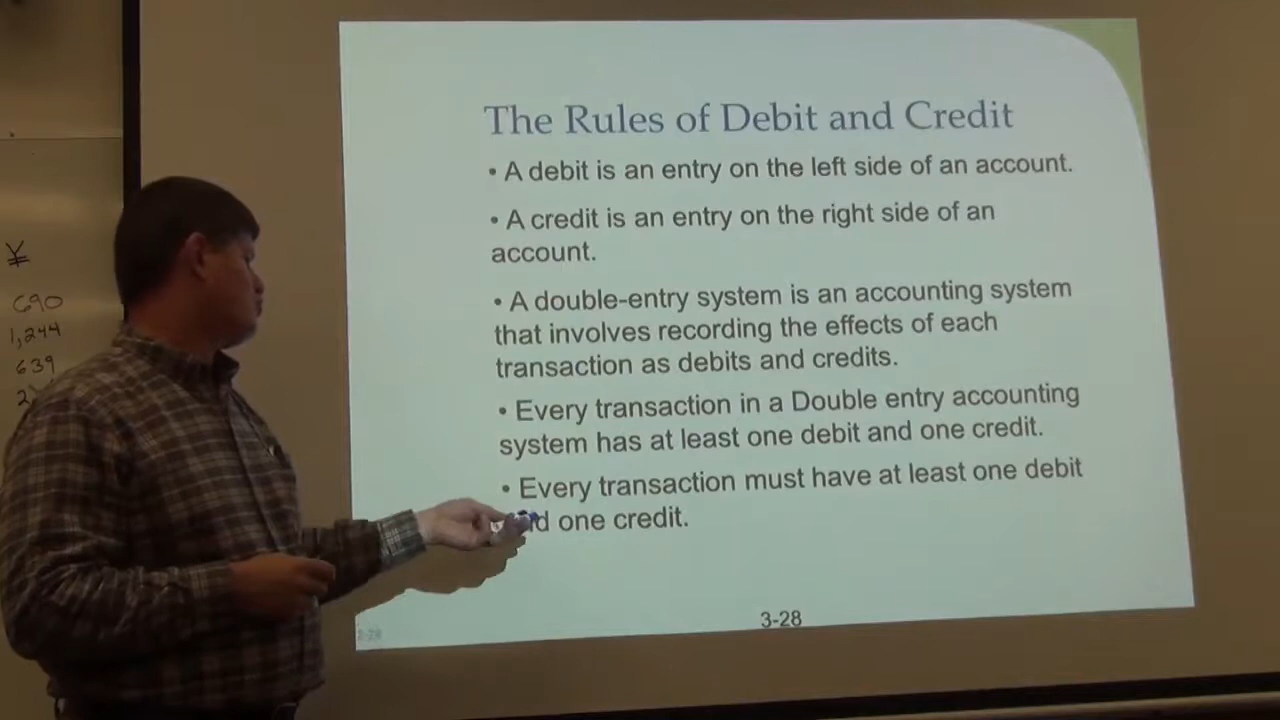 The Rules of Debit and Credit
• A debit is an entry on the left side of an account.
• A credit is an entry on the right side of an
account.
• A double-entry system is an accounting system
that involves recording the effects of each
transaction as debits and credits.
• Every transaction in a Double entry accounting
system has at least one debit and one credit.
• Every transaction must have at least one debit
one credit.
3-28
3-28
¥
690
1,244
639